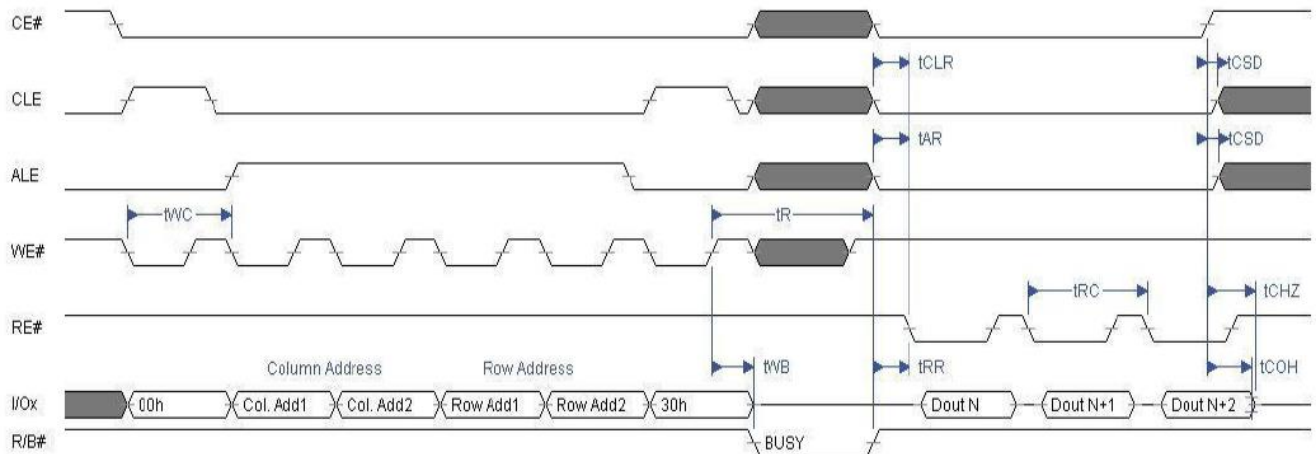 CE#
tCLR tCSD
CLE
tAR tCSD
ALE
tWC tR
WE#
tRC tCHZ
RE#
Column Address Row Address tWB tRR tCOH
I/Ox 00h Col. Add1 Col. Add2 Row Add1 Row Add2 30h Dout N Dout N+1 Dout N+2
R/B# BUSY